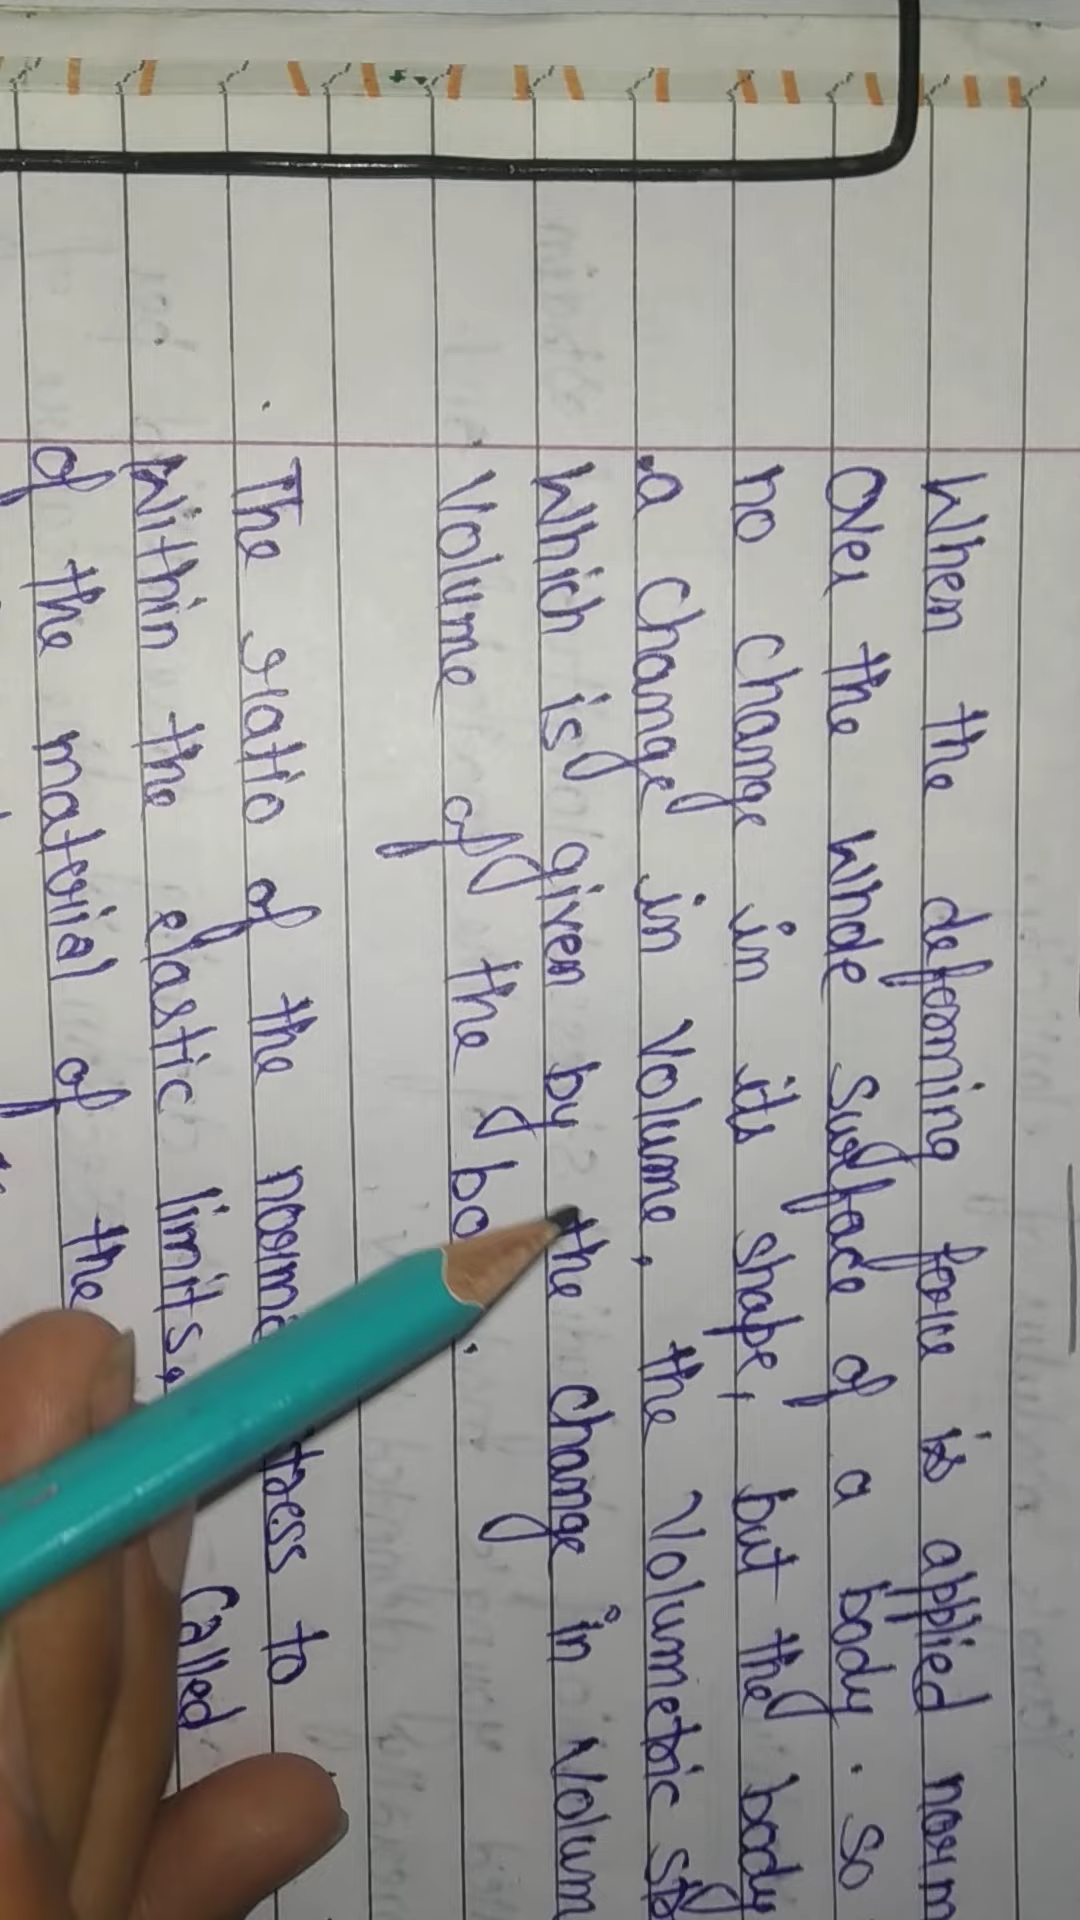 When the deforming force is applied norm
Over the whole Surface of a body. So
no change in its shape, but the body
a change in Volume, the Volumetric st
Which is given by the change in Volum
Volume of the bo
The ratio of the norm tress to
Within the elastic limits, Called
of the material of the